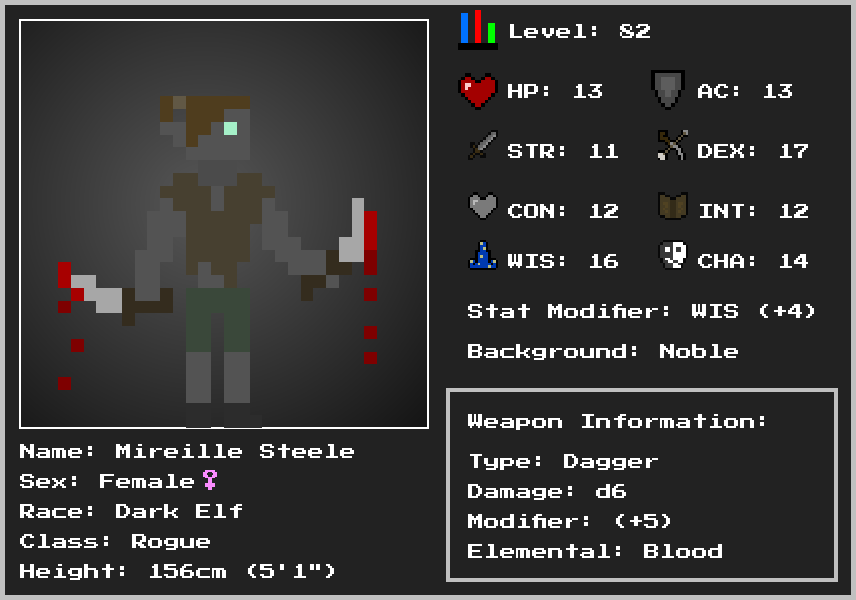 Level: 82
HP: 13
AC: 13
STR: 11
DEX: 17
CON: 12
INT: 12
WIS: 16
CHA: 14
Stat Modifier: WIS (+4)
Background: Noble
Name: Mireille Steele
Sex: Female♀
Race: Dark Elf
Class: Rogue
Height: 156cm (5'1")
Weapon Information:
Type: Dagger
Damage: d6
Modifier: (+5)
Elemental: Blood